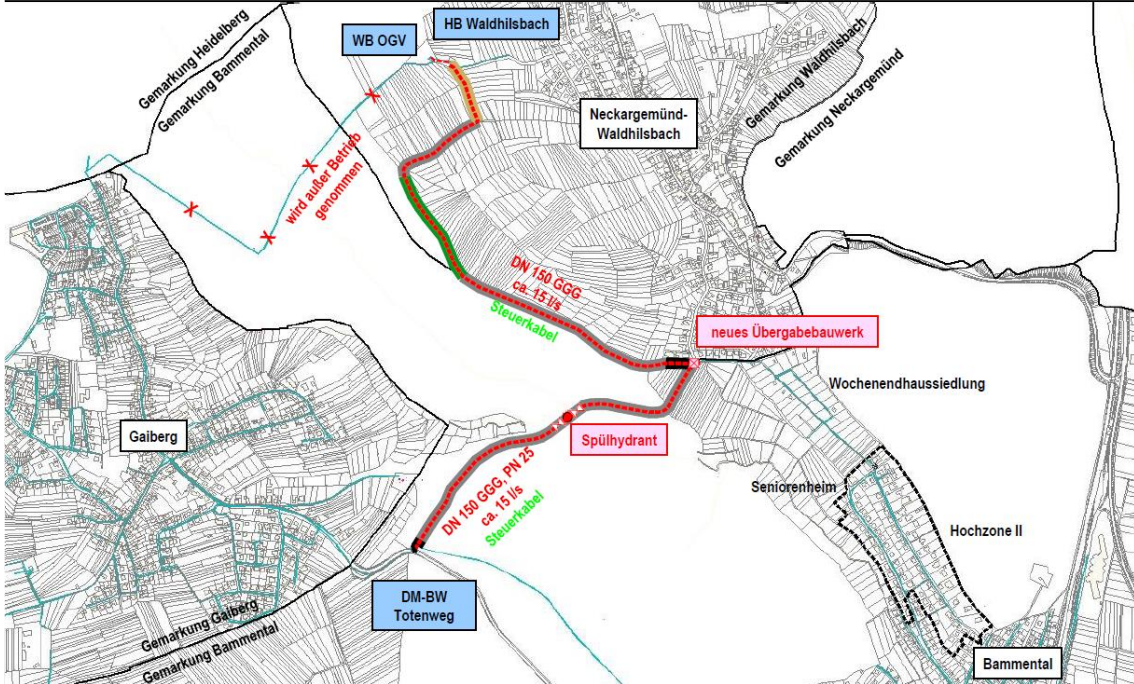 HB Waldhilsbach
WB OGV
Gemarkung Heidelberg
Gemarkung Bammental
Gemarkung Waldhilsbach
Gemarkung Neckargemünd
Neckargemünd-
Waldhilsbach
wird außer Betrieb
genommen
DN 150 GGG
ca. 15 l/s
Steuerkabel
neues Übergabebauwerk
Wochenendhaussiedlung
Gaiberg
Spülhydrant
DN 150 GGG, PN 25
ca. 15 l/s
Steuerkabel
Seniorenheim
Hochzone II
DM-BW
Totenweg
Gemarkung Gaiberg
Gemarkung Bammental
Bammental